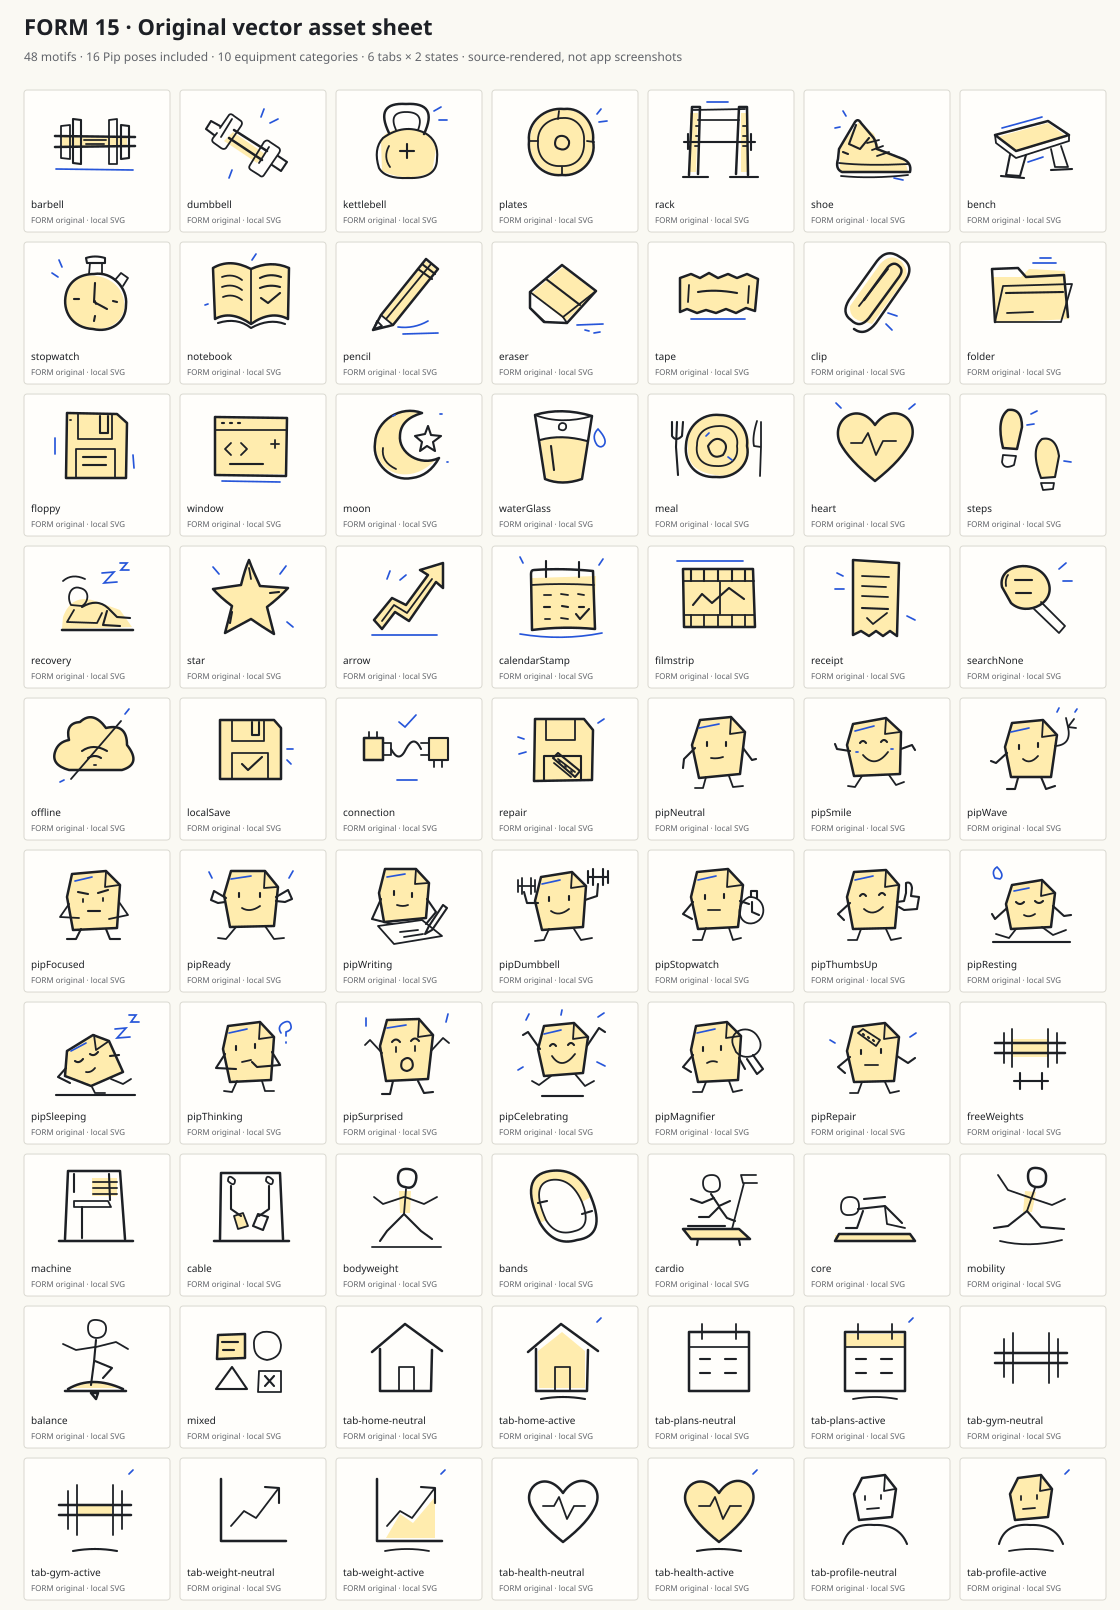 FORM 15 · Original vector asset sheet
48 motifs · 16 Pip poses included · 10 equipment categories · 6 tabs × 2 states · source-rendered, not app screenshots
barbell dumbbell kettlebell plates rack shoe bench
FORM original · local SVG FORM original · local SVG FORM original · local SVG FORM original · local SVG FORM original · local SVG FORM original · local SVG FORM original · local SVG
stopwatch notebook pencil eraser tape clip folder
FORM original · local SVG FORM original · local SVG FORM original · local SVG FORM original · local SVG FORM original · local SVG FORM original · local SVG FORM original · local SVG
floppy window moon waterGlass meal heart steps
FORM original · local SVG FORM original · local SVG FORM original · local SVG FORM original · local SVG FORM original · local SVG FORM original · local SVG FORM original · local SVG
z z
recovery star arrow calendarStamp filmstrip receipt searchNone
FORM original · local SVG FORM original · local SVG FORM original · local SVG FORM original · local SVG FORM original · local SVG FORM original · local SVG FORM original · local SVG
offline localSave connection repair pipNeutral pipSmile pipWave
FORM original · local SVG FORM original · local SVG FORM original · local SVG FORM original · local SVG FORM original · local SVG FORM original · local SVG FORM original · local SVG
pipFocused pipReady pipWriting pipDumbbell pipStopwatch pipThumbsUp pipResting
FORM original · local SVG FORM original · local SVG FORM original · local SVG FORM original · local SVG FORM original · local SVG FORM original · local SVG FORM original · local SVG
z z ?
pipSleeping pipThinking pipSurprised pipCelebrating pipMagnifier pipRepair freeWeights
FORM original · local SVG FORM original · local SVG FORM original · local SVG FORM original · local SVG FORM original · local SVG FORM original · local SVG FORM original · local SVG
machine cable bodyweight bands cardio core mobility
FORM original · local SVG FORM original · local SVG FORM original · local SVG FORM original · local SVG FORM original · local SVG FORM original · local SVG FORM original · local SVG
balance mixed tab-home-neutral tab-home-active tab-plans-neutral tab-plans-active tab-gym-neutral
FORM original · local SVG FORM original · local SVG FORM original · local SVG FORM original · local SVG FORM original · local SVG FORM original · local SVG FORM original · local SVG
tab-gym-active tab-weight-neutral tab-weight-active tab-health-neutral tab-health-active tab-profile-neutral tab-profile-active
FORM original · local SVG FORM original · local SVG FORM original · local SVG FORM original · local SVG FORM original · local SVG FORM original · local SVG FORM original · local SVG